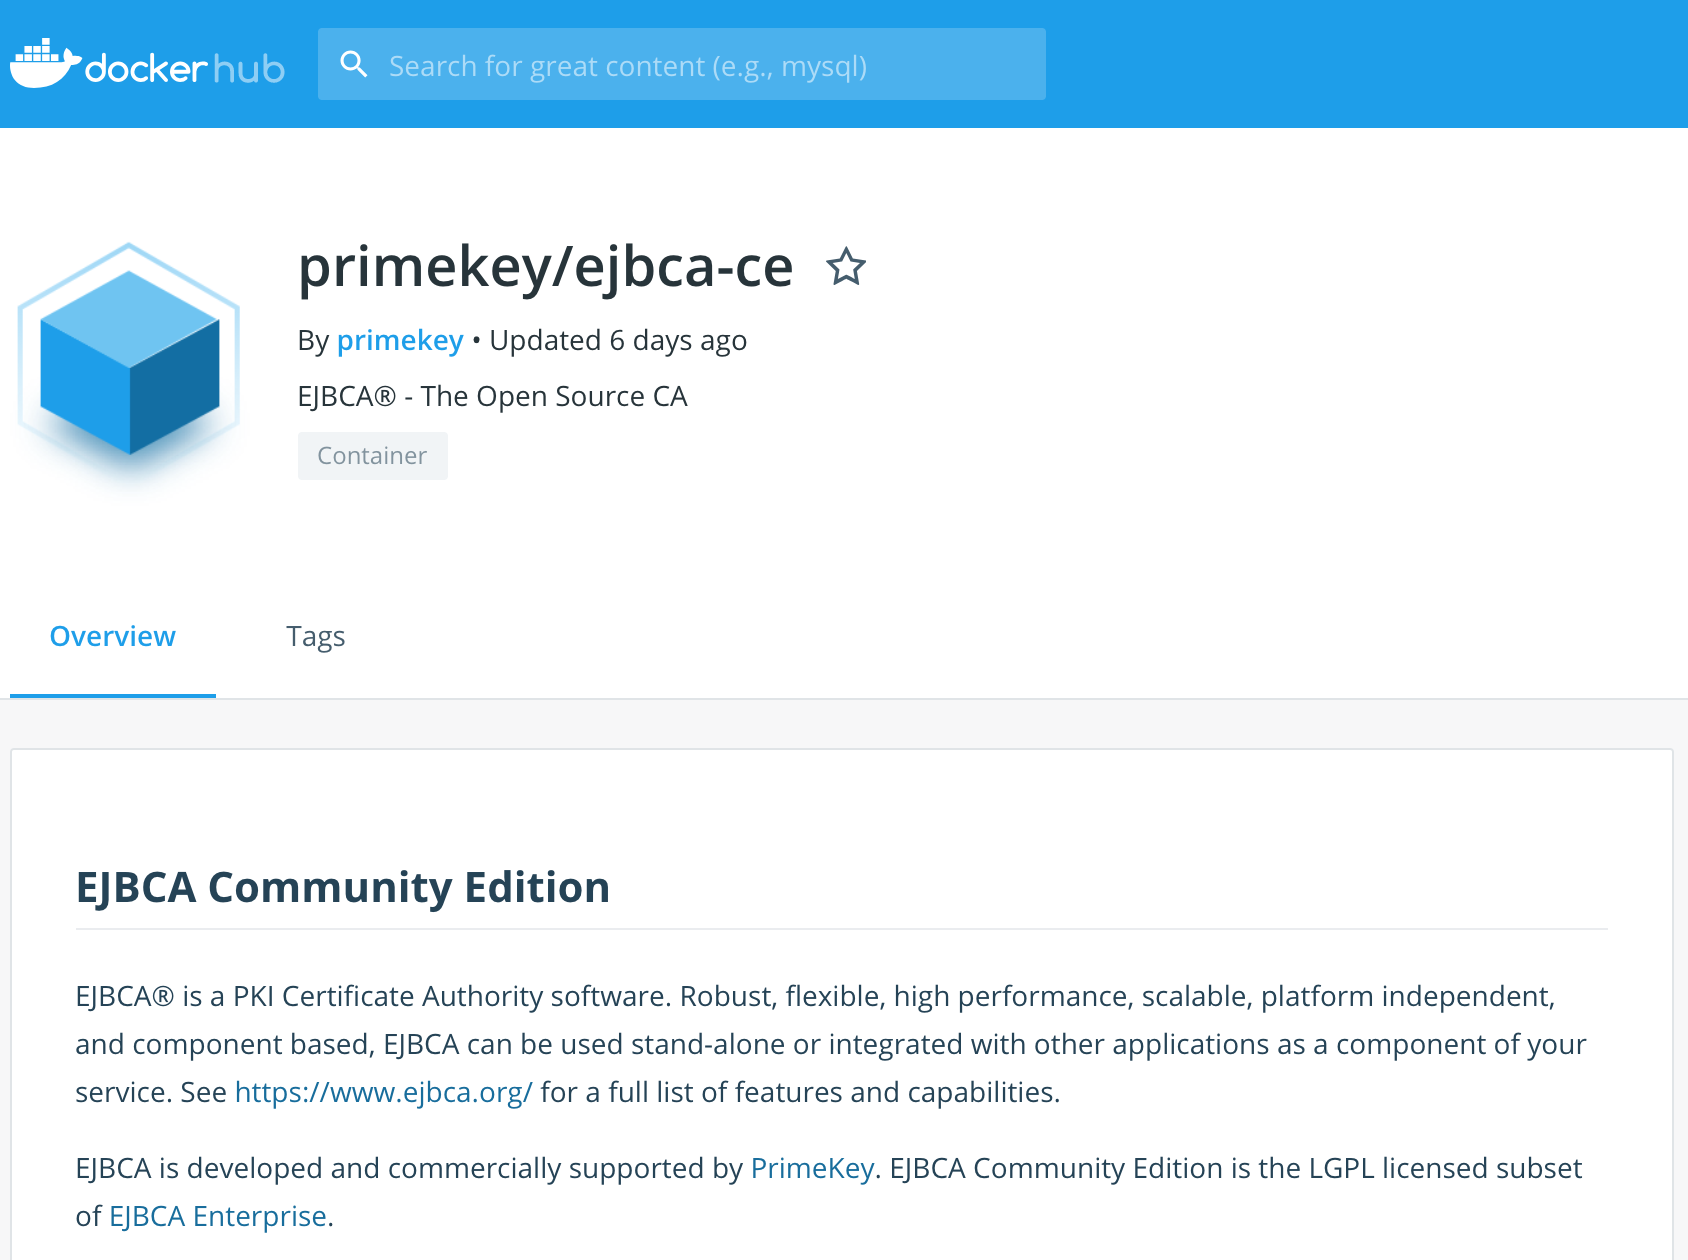 docker hub
Search for great content (e.g., mysql)
primekey/ejbca-ce
By primekey • Updated 6 days ago
EJBCA® - The Open Source CA
Container
Overview
Tags
EJBCA Community Edition
EJBCA® is a PKI Certificate Authority software. Robust, flexible, high performance, scalable, platform independent,
and component based, EJBCA can be used stand-alone or integrated with other applications as a component of your
service. See https://www.ejbca.org/ for a full list of features and capabilities.
EJBCA is developed and commercially supported by PrimeKey. EJBCA Community Edition is the LGPL licensed subset
of EJBCA Enterprise.